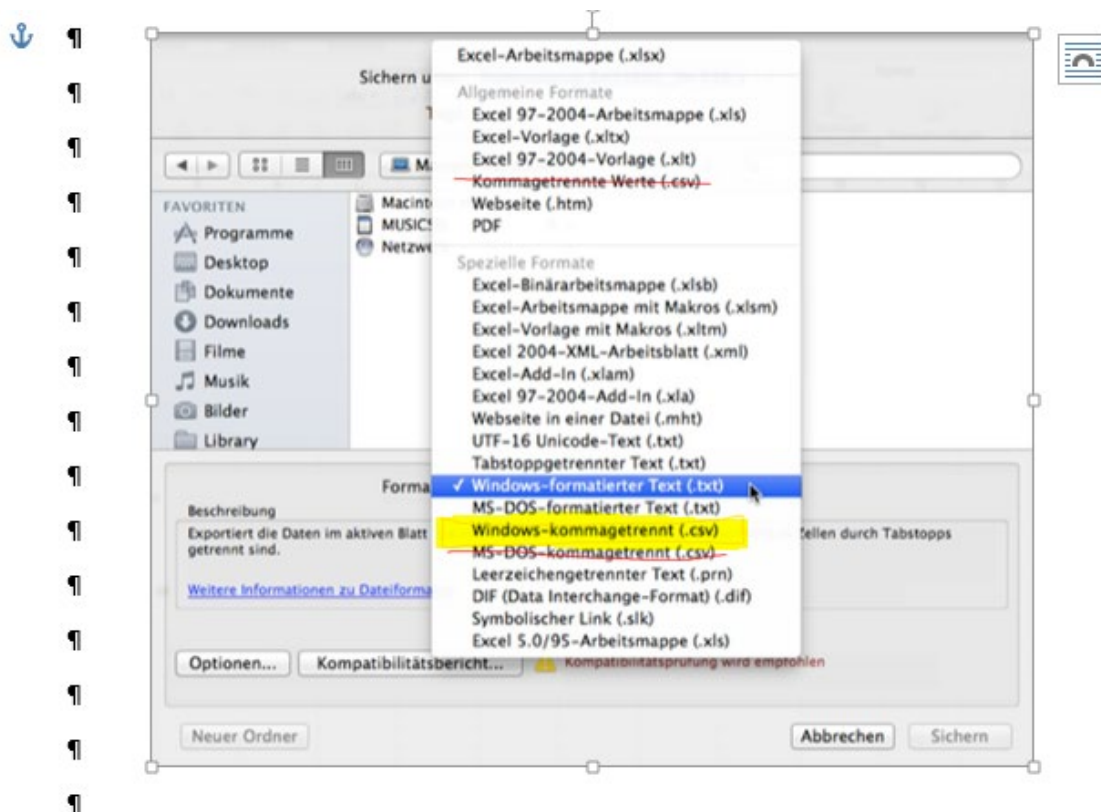 Excel-Arbeitsmappe (.xlsx)
Sichern u
Allgemeine Formate
Excel 97-2004-Arbeitsmappe (.xls)
Excel-Vorlage (.xltx)
Excel 97-2004-Vorlage (.xlt)
Kommagetrennte Werte (.csv)
Webseite (.htm)
PDF
FAVORITEN
Programme
Desktop
Dokumente
Downloads
Filme
Musik
Bilder
Library
M
Macint
MUSICS
Netzwe
Spezielle Formate
Excel-Binärarbeitsmappe (.xlsb)
Excel-Arbeitsmappe mit Makros (.xlsm)
Excel-Vorlage mit Makros (.xltm)
Excel 2004-XML-Arbeitsblatt (.xml)
Excel-Add-In (.xlam)
Excel 97-2004-Add-In (.xla)
Webseite in einer Datei (.mht)
UTF-16 Unicode-Text (.txt)
Tabstoppgetrennter Text (.txt)
✓ Windows-formatierter Text (.txt)
MS-DOS-formatierter Text (.txt)
Windows-kommagetrennt (.csv)
MS-DOS-kommagetrennt (.csv)
Leerzeichengetrennter Text (.prn)
DIF (Data Interchange-Format) (.dif)
Symbolischer Link (.slk)
Excel 5.0/95-Arbeitsmappe (.xls)
Forma
Beschreibung
Exportiert die Daten im aktiven Blatt Zellen durch Tabstopps
getrennt sind.
Weitere Informationen zu Dateiforma
Optionen... Kompatibilitätsbericht... Kompatibilitätsprüfung wird empfohlen
Neuer Ordner Abbrechen Sichern